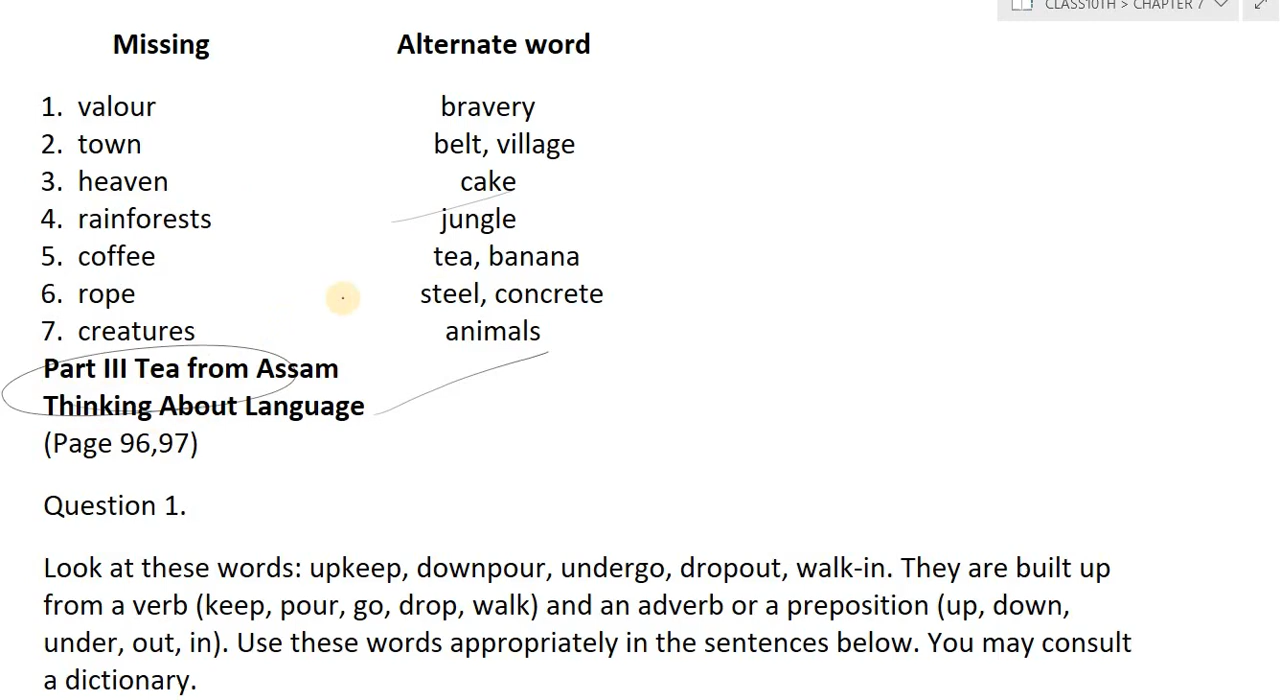 CLASS10TH > CHAPTER 7
Missing Alternate word
1. valour bravery
2. town belt, village
3. heaven cake
4. rainforests jungle
5. coffee tea, banana
6. rope steel, concrete
7. creatures animals
Part III Tea from Assam
Thinking About Language
(Page 96,97)
Question 1.
Look at these words: upkeep, downpour, undergo, dropout, walk-in. They are built up
from a verb (keep, pour, go, drop, walk) and an adverb or a preposition (up, down,
under, out, in). Use these words appropriately in the sentences below. You may consult
a dictionary.